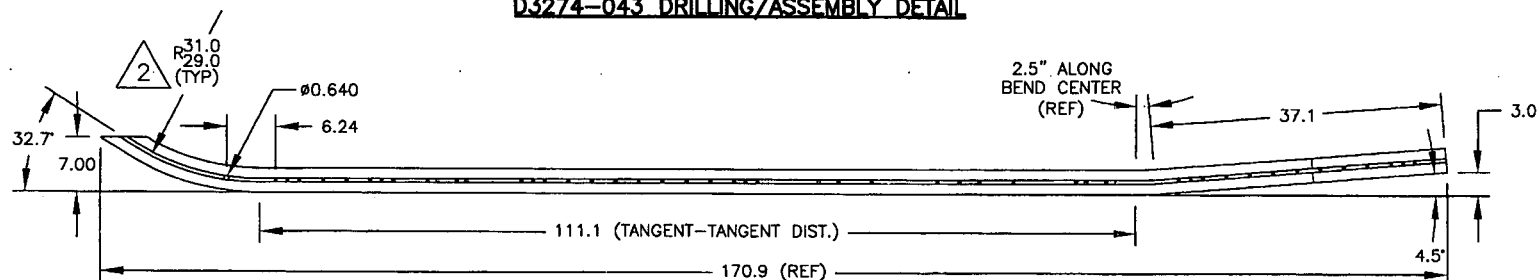 D3274-043 DRILLING/ASSEMBLY DETAIL
2
R31.0
29.0
(TYP)
Ø0.640
6.24
32.7°
7.00
2.5" ALONG
BEND CENTER
(REF)
37.1
3.0
111.1 (TANGENT-TANGENT DIST.)
4.5°
170.9 (REF)